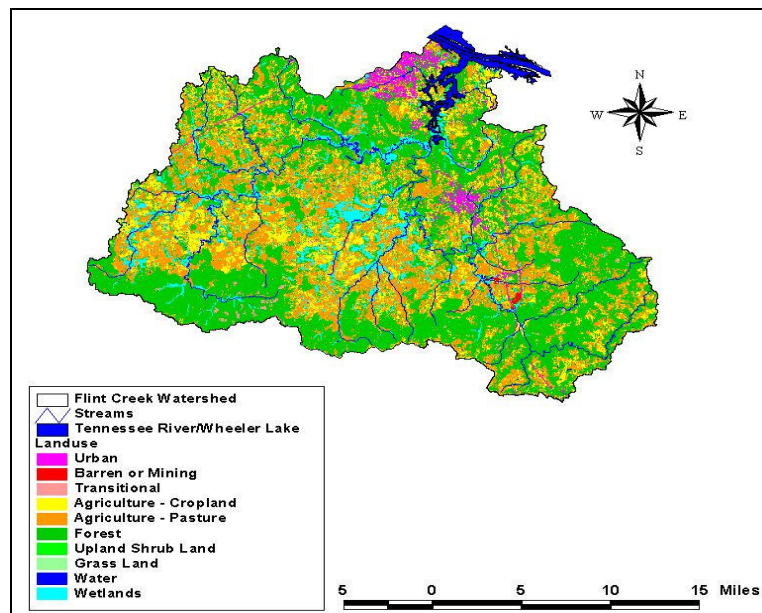 N
W E
S
Flint Creek Watershed
Streams
Tennessee River/Wheeler Lake
Landuse
Urban
Barren or Mining
Transitional
Agriculture - Cropland
Agriculture - Pasture
Forest
Upland Shrub Land
Grass Land
Water
Wetlands
5 0 5 10 15 Miles